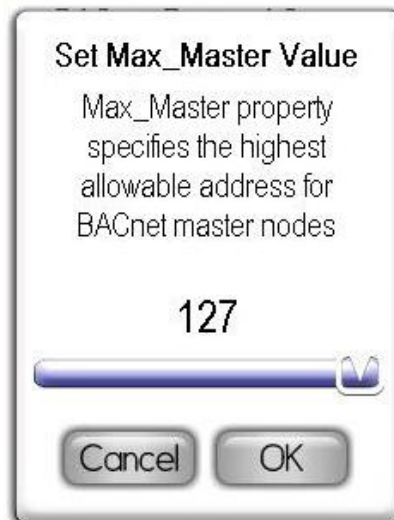 Set Max_Master Value
Max_Master property
specifies the highest
allowable address for
BACnet master nodes
127
Cancel OK